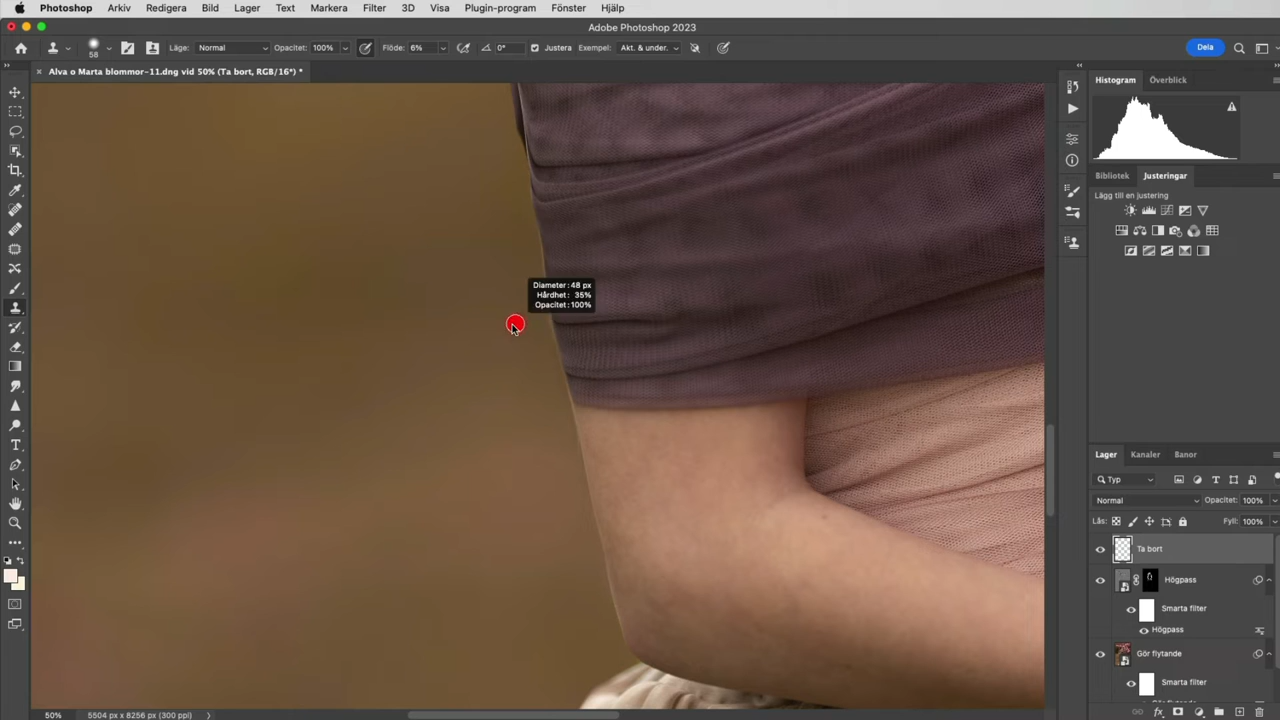 Photoshop Arkiv Redigera Bild Lager Text Markera Filter 3D Visa Plugin-program Fönster Hjälp
Adobe Photoshop 2023
58 Läge: Normal Opacitet: 100% Flöde: 6% 0° Justera Exempel: Akt. & under. Dela
Alva o Marta blommor-11.dng vid 50% (Ta bort, RGB/16*) *
Histogram Överblick
Bibliotek Justeringar
Lägg till en justering
Diameter: 48 px
Hårdhet: 35%
Opacitet: 100%
Lager Kanaler Banor
Typ
Normal Opacitet: 100%
Lås: Fyll: 100%
Ta bort
Högpass
Smarta filter
Högpass
Gör flytande
Smarta filter
50% 5504 px x 8256 px (300 ppi)